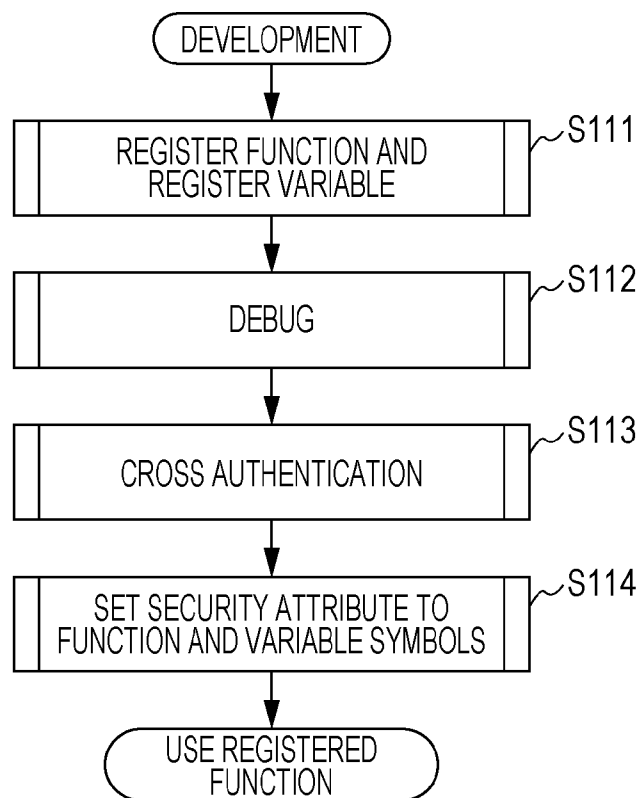 DEVELOPMENT
REGISTER FUNCTION AND
REGISTER VARIABLE
S111
DEBUG
S112
CROSS AUTHENTICATION
S113
SET SECURITY ATTRIBUTE TO
FUNCTION AND VARIABLE SYMBOLS
S114
USE REGISTERED
FUNCTION